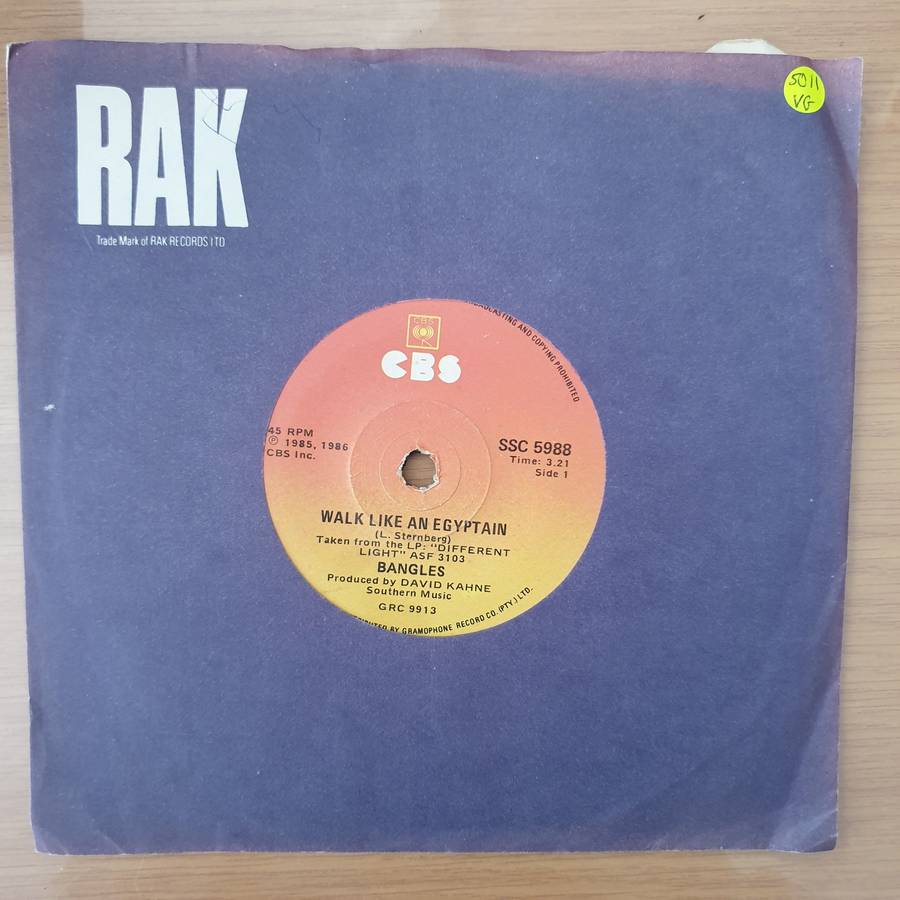 RAK
Trade Mark of RAK RECORDS LTD
5011
VG
CBS
CBS
AND COPYING PROHIBITED
45 RPM
℗ 1985, 1986
CBS Inc.
SSC 5988
Time: 3.21
Side 1
WALK LIKE AN EGYPTAIN
(L. Sternberg)
Taken from the LP: "DIFFERENT
LIGHT" ASF 3103
BANGLES
Produced by DAVID KAHNE
Southern Music
GRC 9913
BY GRAMOPHONE RECORD CO. (PTY.) LTD.